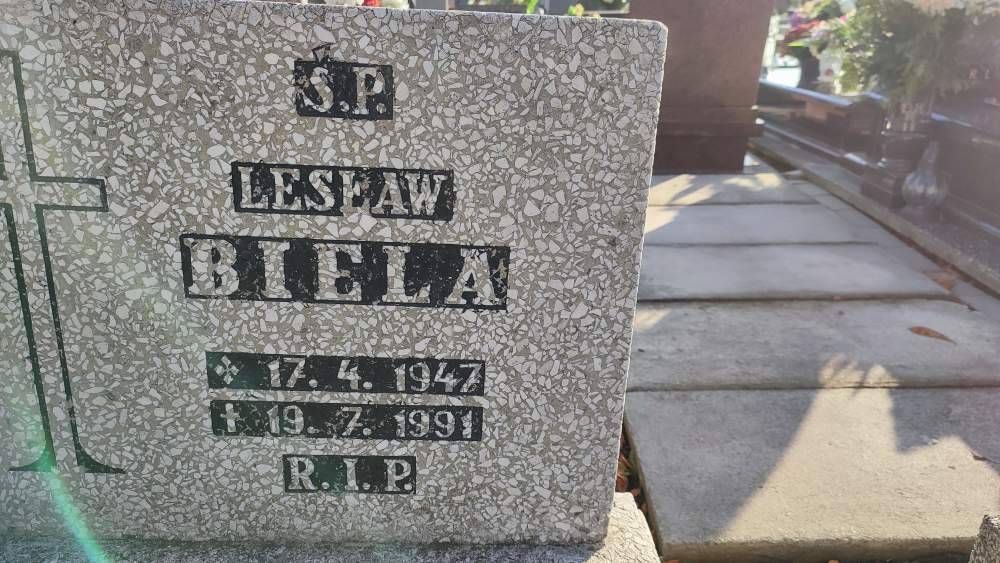 Ś.P.
LESŁAW
BIELA
✣ 17. 4. 1947
† 19. 7. 1991
R. I. P.